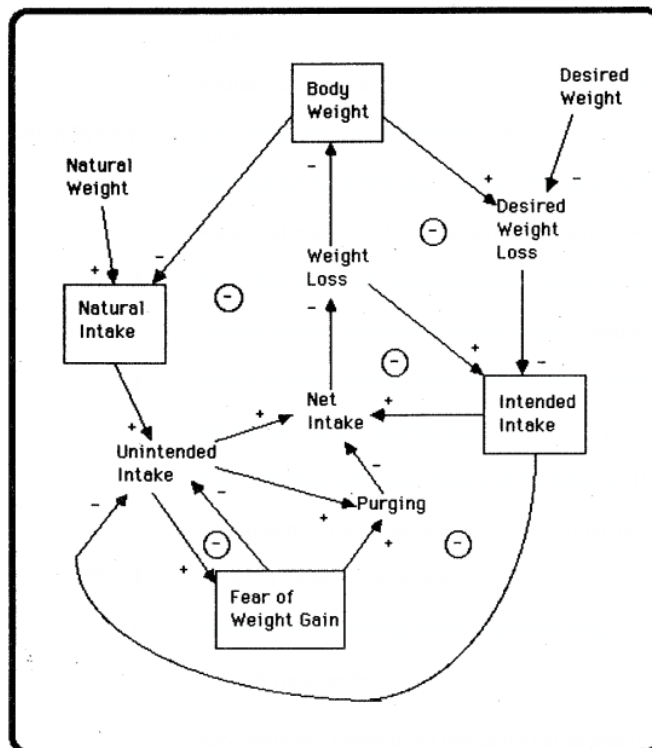 Body
Weight
Desired
Weight
Natural
Weight
-
+
-
Desired
Weight
Loss
-
Weight
Loss
+
-
-
-
Natural
Intake
-
+
-
Net
Intake
+
+
-
Intended
Intake
+
Unintended
Intake
-
-
-
Purging
+
+
-
-
+
Fear of
Weight Gain